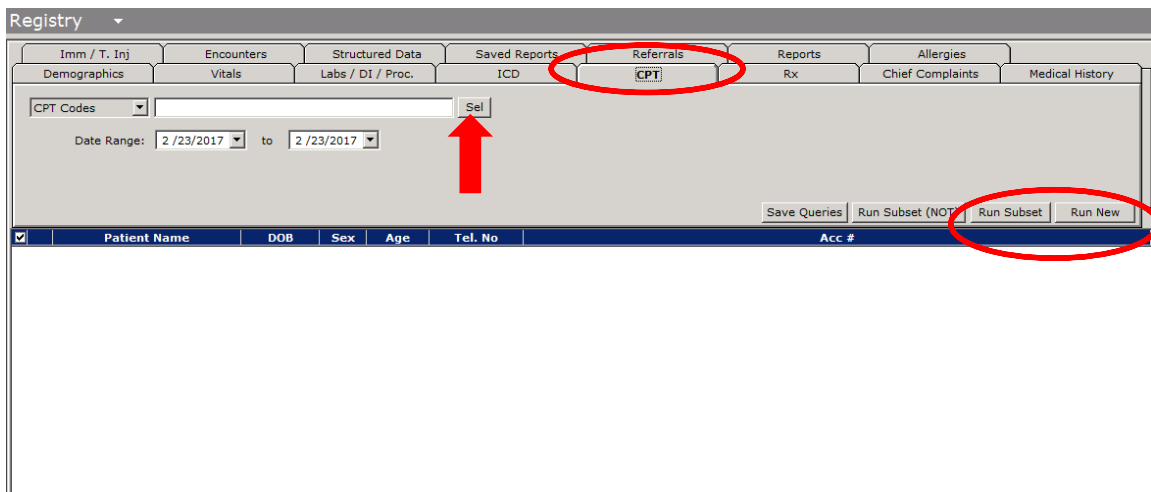 Registry
Imm / T. Inj Encounters Structured Data Saved Reports Referrals Reports Allergies
Demographics Vitals Labs / DI / Proc. ICD CPT Rx Chief Complaints Medical History
CPT Codes Sel
Date Range: 2 /23/2017 to 2 /23/2017
Save Queries Run Subset (NOT) Run Subset Run New
Patient Name DOB Sex Age Tel. No Acc #